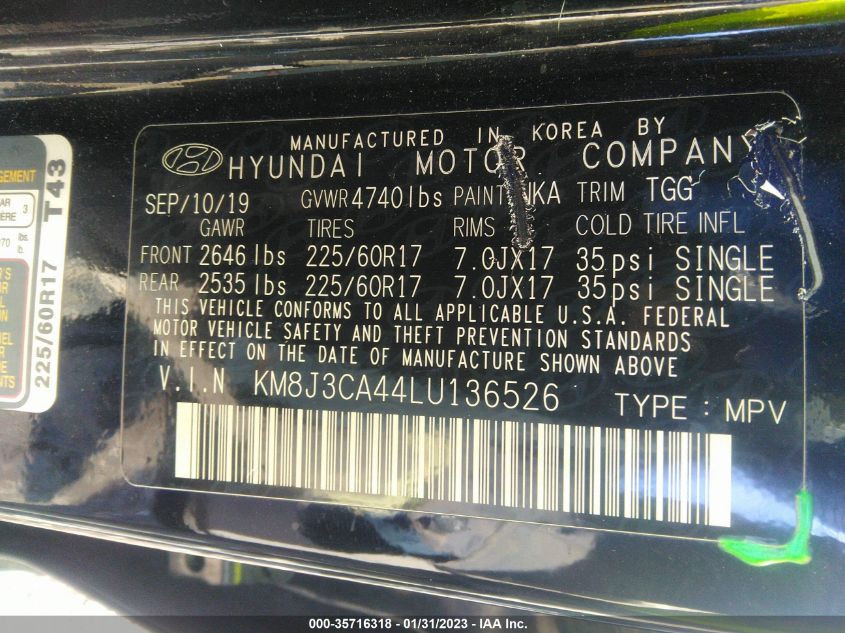 MANUFACTURED IN KOREA BY
HYUNDAI MOTOR COMPANY
SEP/10/19 GVWR 4740 lbs PAINT TRIM TGG
GAWR TIRES RIMS COLD TIRE INFL
FRONT 2646 lbs 225/60R17 7.0JX17 35psi SINGLE
REAR 2535 lbs 225/60R17 7.0JX17 35psi SINGLE
THIS VEHICLE CONFORMS TO ALL APPLICABLE U.S.A. FEDERAL
MOTOR VEHICLE SAFETY AND THEFT PREVENTION STANDARDS
IN EFFECT ON THE DATE OF MANUFACTURE SHOWN ABOVE
V.I.N KM8J3CA44LU136526 TYPE : MPV
225/60R17 T43
000-35716318 - 01/31/2023 - IAA Inc.